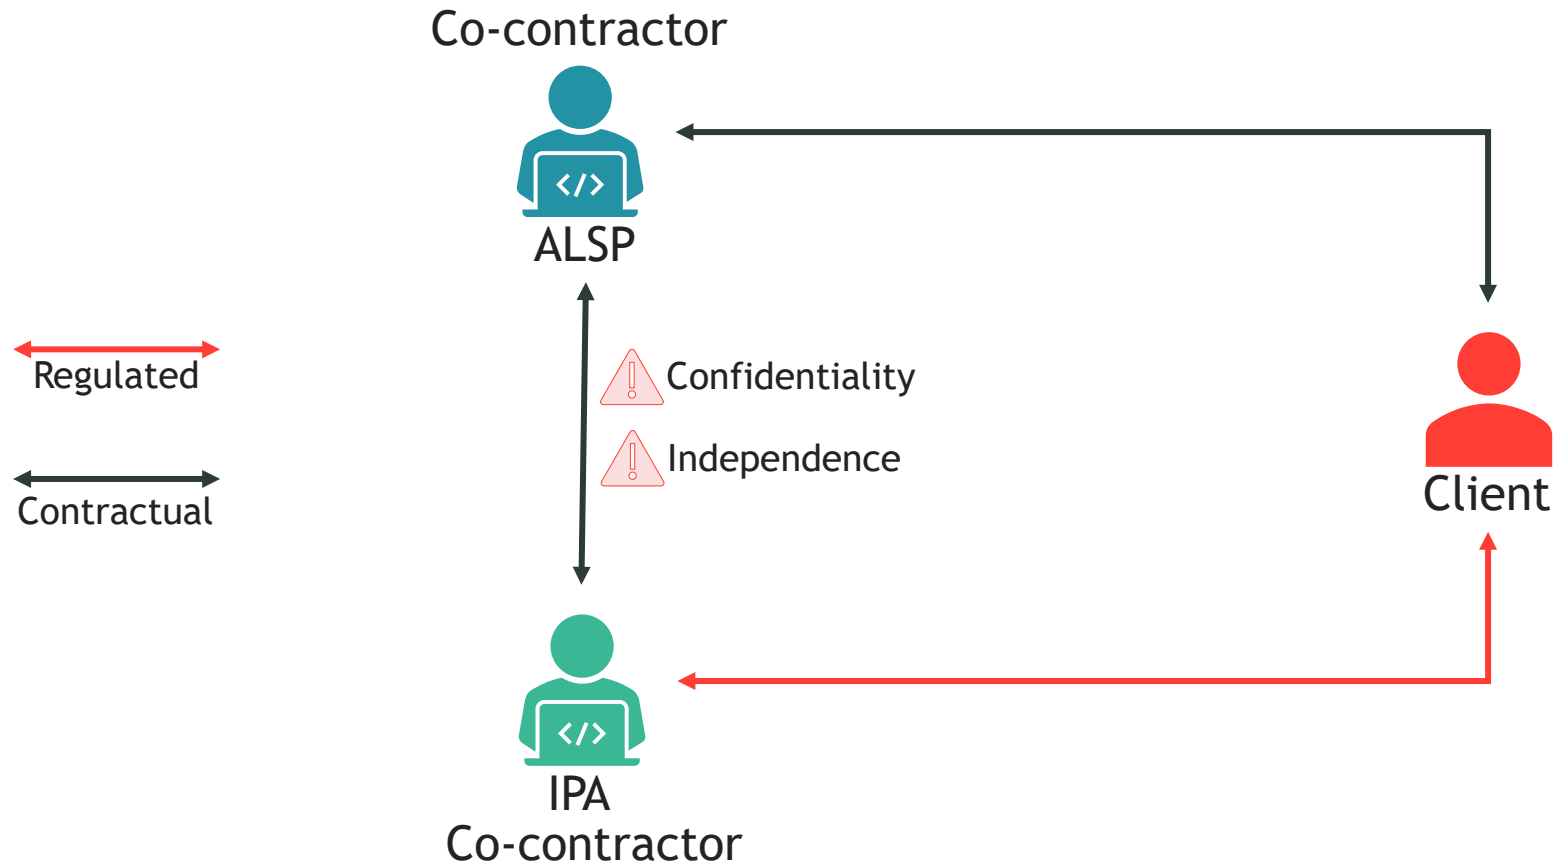 Co-contractor
</>
ALSP
Regulated
Contractual
Confidentiality
Independence
Client
</>
IPA
Co-contractor